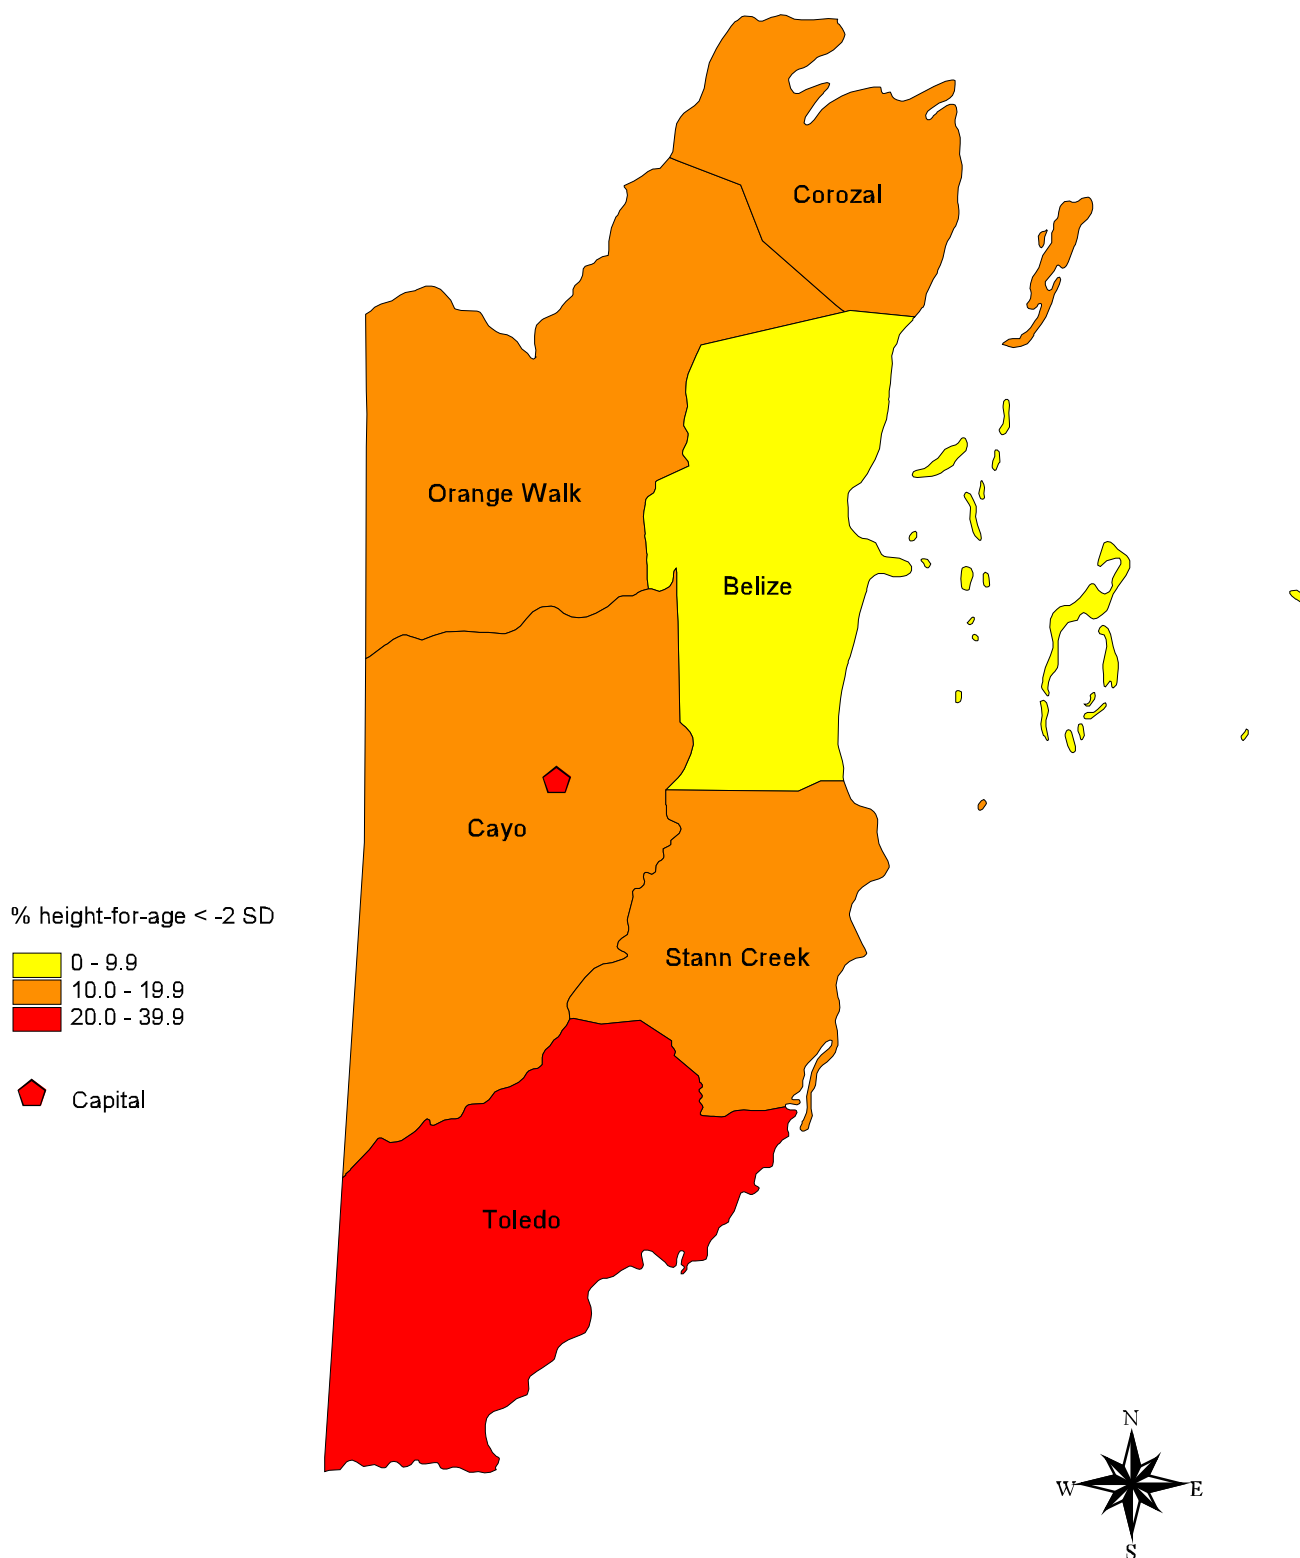 Corozal
Orange Walk
Belize
Cayo
% height-for-age < -2 SD
Stann Creek
0 - 9.9
10.0 - 19.9
20.0 - 39.9
Capital
Toledo
N
W E
S